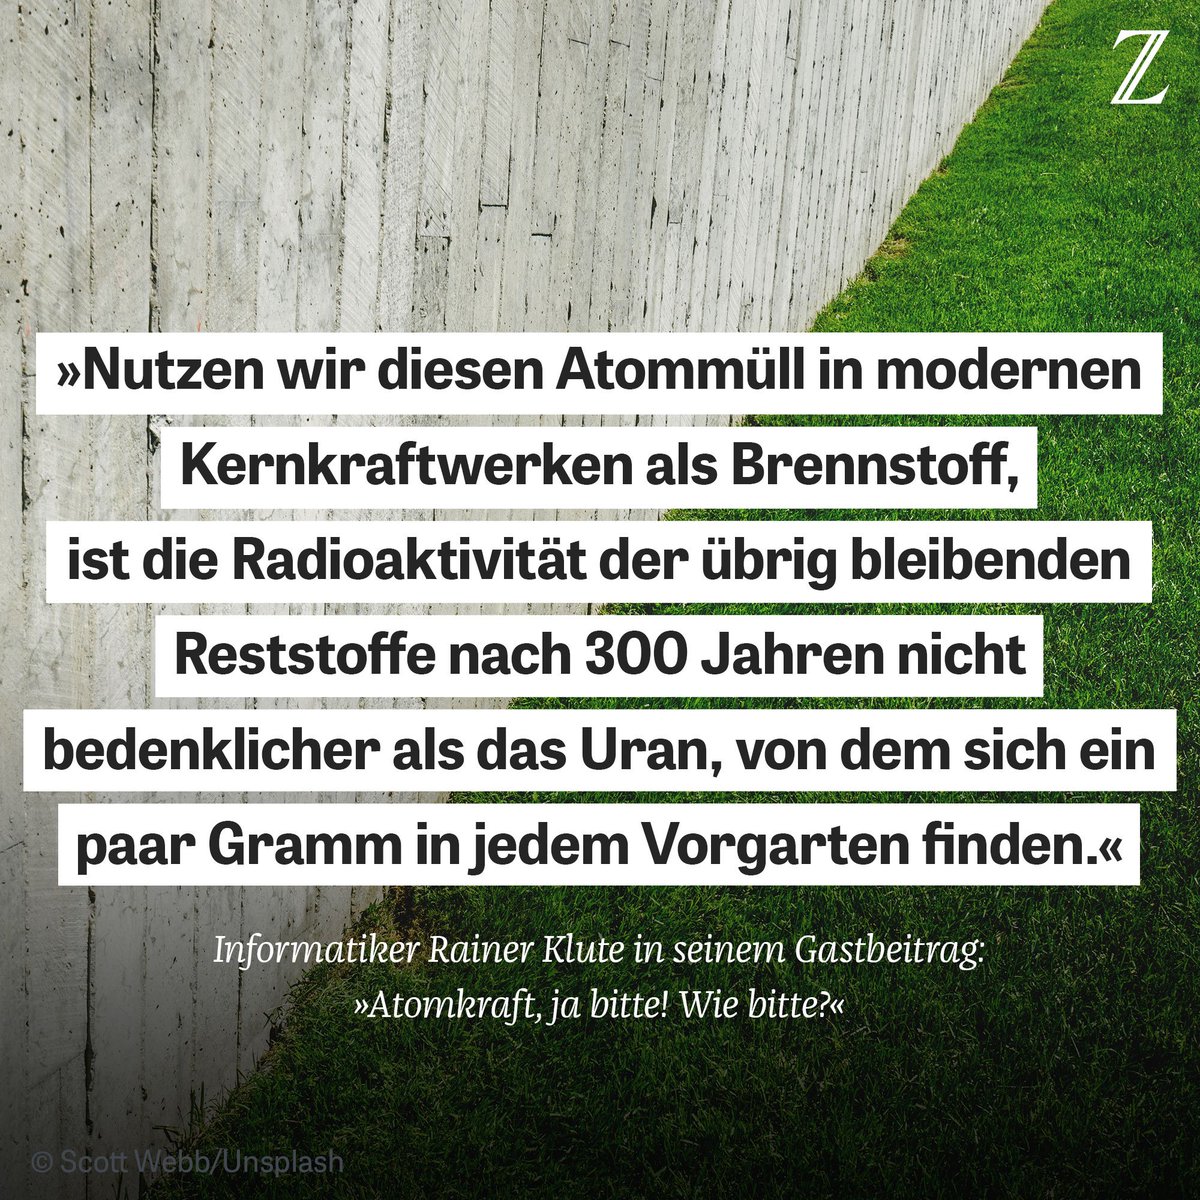 Z
»Nutzen wir diesen Atommüll in modernen
Kernkraftwerken als Brennstoff,
ist die Radioaktivität der übrig bleibenden
Reststoffe nach 300 Jahren nicht
bedenklicher als das Uran, von dem sich ein
paar Gramm in jedem Vorgarten finden.«
Informatiker Rainer Klute in seinem Gastbeitrag:
»Atomkraft, ja bitte! Wie bitte?«
© Scott Webb/Unsplash